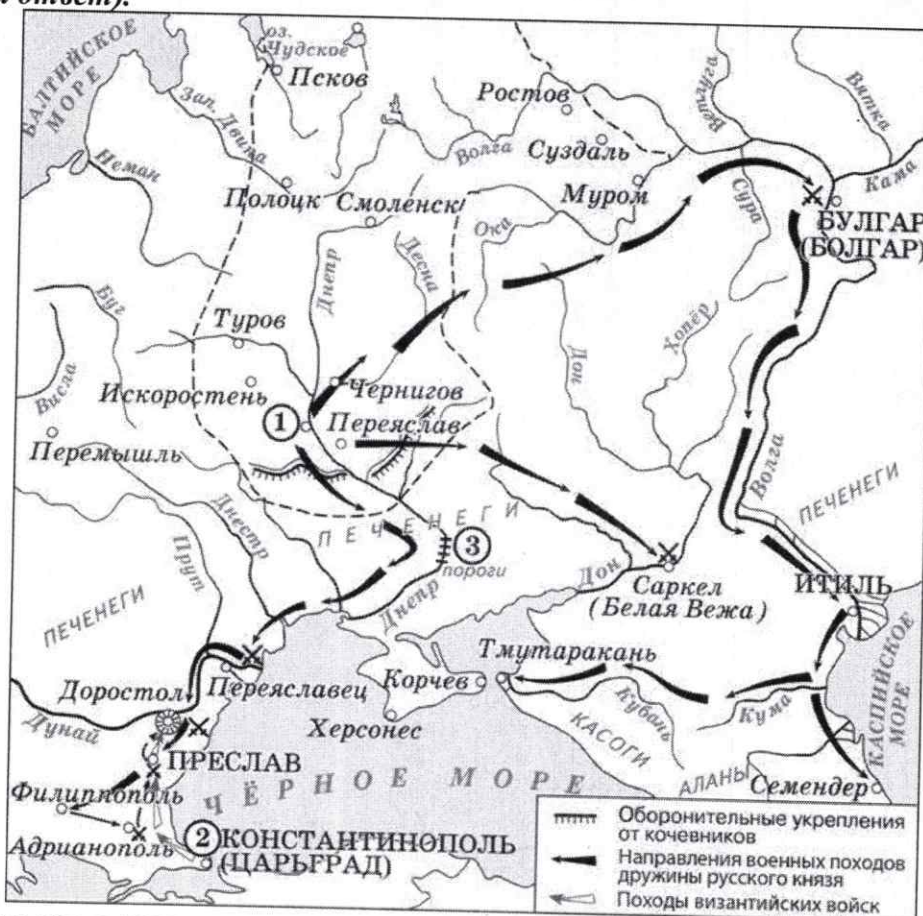 ответ).
БАЛТИЙСКОЕ
МОРЕ
оз.
Чудское
Псков
Зап. Двина
Неман
Полоцк
Смоленск
Ростов
Суздаль
Волга
Муром
Ветлуга
Вятка
Кама
Сура
БУЛГАР
(БОЛГАР)
Ока
Десна
Днепр
Буг
Висла
Туров
Искоростень
Чернигов
1
Переяслав
Перемышль
Дон
Хопёр
Волга
ПЕЧЕНЕГИ
ПЕЧЕНЕГИ
3
пороги
Днестр
Прут
ПЕЧЕНЕГИ
Днепр
Дон
Саркел
(Белая Вежа)
ИТИЛЬ
Тмутаракань
Корчев
Переяславец
Доростол
Дунай
Херсонес
Кубань
Кума
КАСОГИ
АЛАНЫ
КАСПИЙСКОЕ
МОРЕ
Семендер
ПРЕСЛАВ
ЧЁРНОЕ МОРЕ
Филиппополь
Адрианополь
2
КОНСТАНТИНОПОЛЬ
(ЦАРЬГРАД)
Оборонительные укрепления
от кочевников
Направления военных походов
дружины русского князя
Походы византийских войск